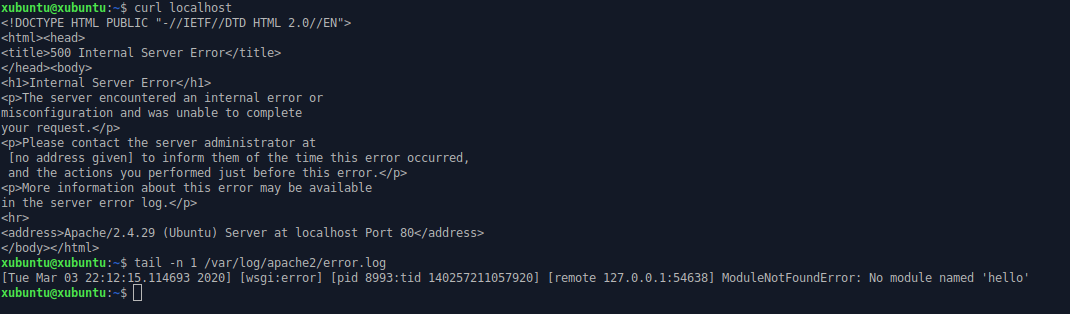 xubuntu@xubuntu:~$ curl localhost
<!DOCTYPE HTML PUBLIC "-//IETF//DTD HTML 2.0//EN">
<html><head>
<title>500 Internal Server Error</title>
</head><body>
<h1>Internal Server Error</h1>
<p>The server encountered an internal error or
misconfiguration and was unable to complete
your request.</p>
<p>Please contact the server administrator at
 [no address given] to inform them of the time this error occurred,
 and the actions you performed just before this error.</p>
<p>More information about this error may be available
in the server error log.</p>
<hr>
<address>Apache/2.4.29 (Ubuntu) Server at localhost Port 80</address>
</body></html>
xubuntu@xubuntu:~$ tail -n 1 /var/log/apache2/error.log
[Tue Mar 03 22:12:15.114693 2020] [wsgi:error] [pid 8993:tid 140257211057920] [remote 127.0.0.1:54638] ModuleNotFoundError: No module named 'hello'
xubuntu@xubuntu:~$